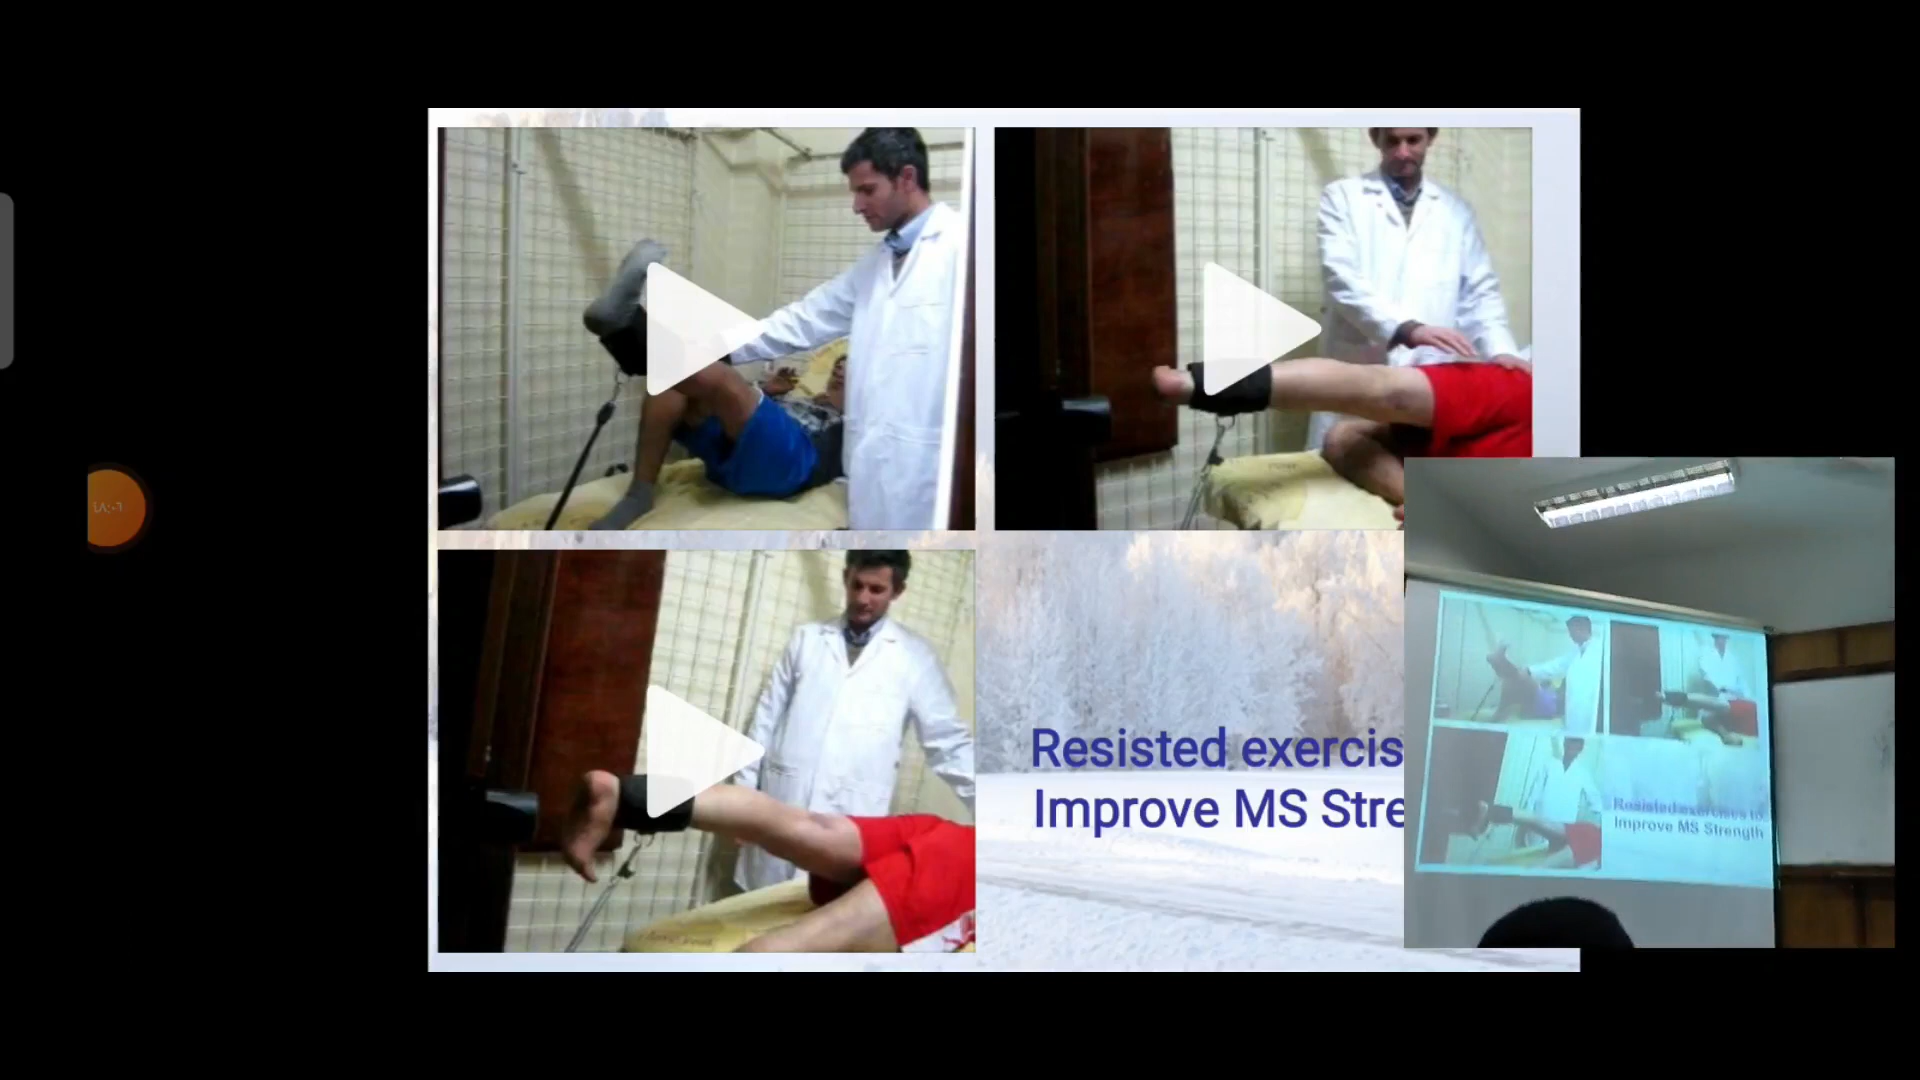 Resisted exercis
Improve MS Stre
Resisted exercises to
Improve MS Strength